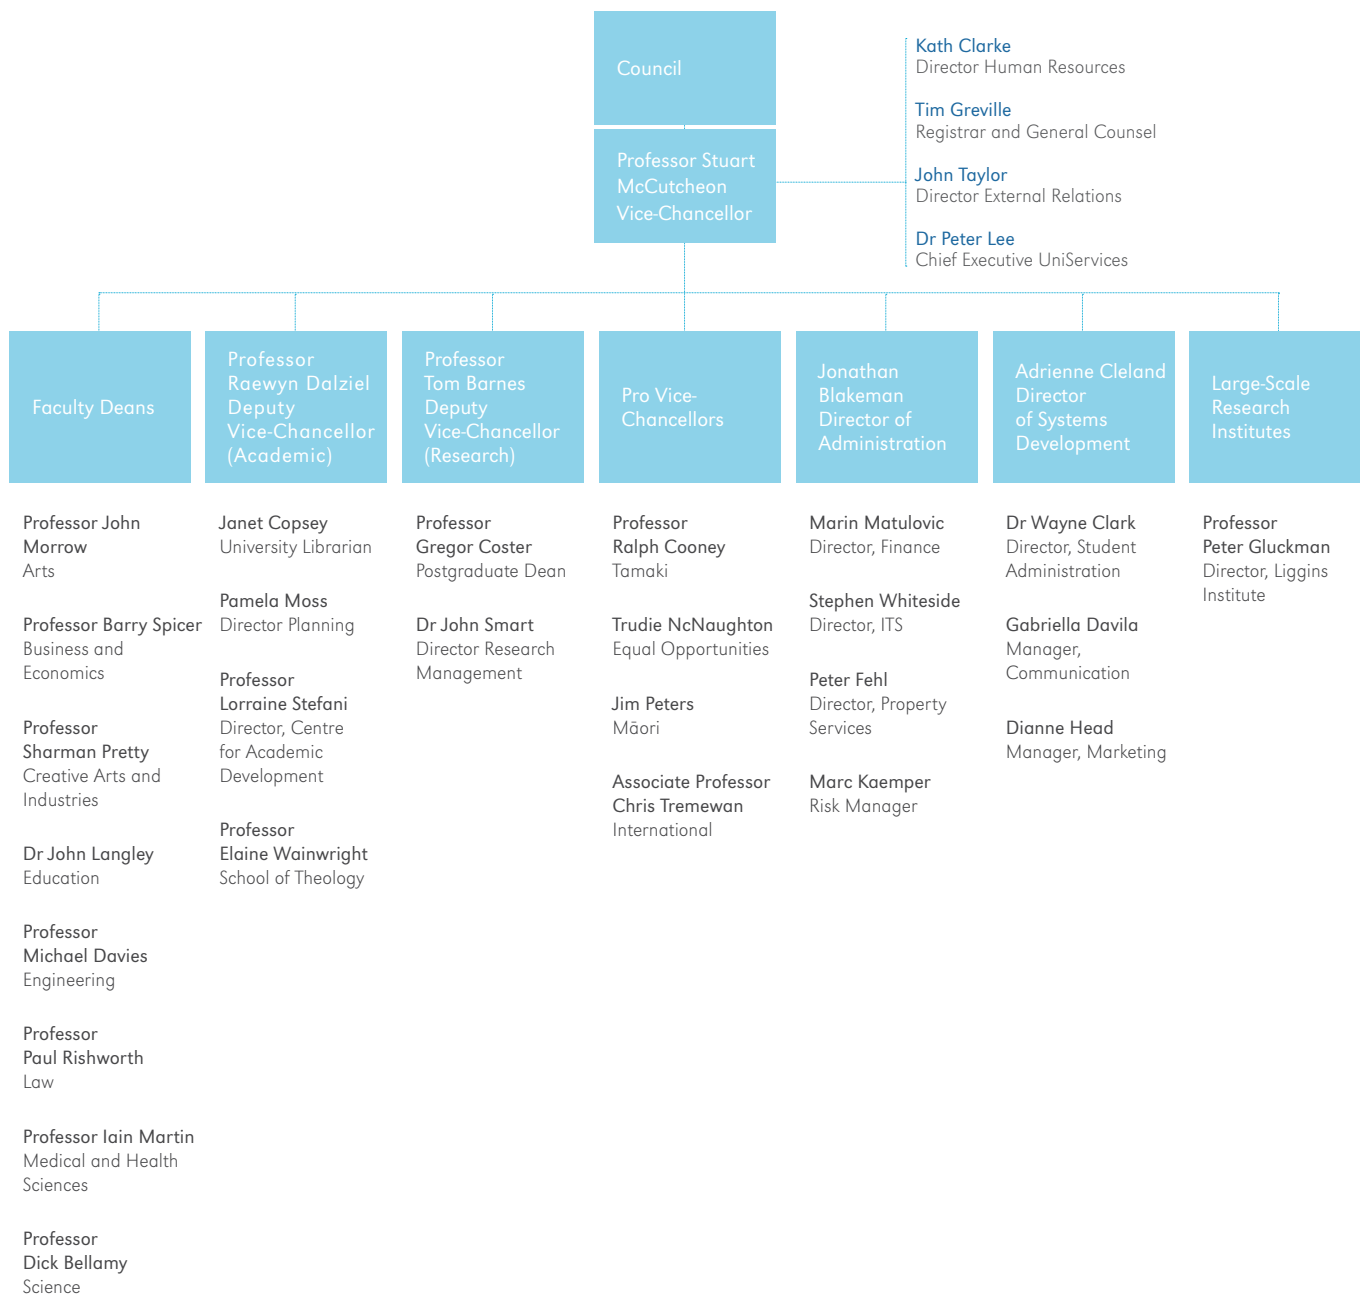 Council
Professor Stuart
McCutcheon
Vice-Chancellor
Kath Clarke
Director Human Resources
Tim Greville
Registrar and General Counsel
John Taylor
Director External Relations
Dr Peter Lee
Chief Executive UniServices
Faculty Deans
Professor John
Morrow
Arts
Professor Barry Spicer
Business and
Economics
Professor
Sharman Pretty
Creative Arts and
Industries
Dr John Langley
Education
Professor
Michael Davies
Engineering
Professor
Paul Rishworth
Law
Professor Iain Martin
Medical and Health
Sciences
Professor
Dick Bellamy
Science
Professor
Raewyn Dalziel
Deputy
Vice-Chancellor
(Academic)
Janet Copsey
University Librarian
Pamela Moss
Director Planning
Professor
Lorraine Stefani
Director, Centre
for Academic
Development
Professor
Elaine Wainwright
School of Theology
Professor
Tom Barnes
Deputy
Vice-Chancellor
(Research)
Professor
Gregor Coster
Postgraduate Dean
Dr John Smart
Director Research
Management
Pro Vice-
Chancellors
Professor
Ralph Cooney
Tamaki
Trudie NcNaughton
Equal Opportunities
Jim Peters
Māori
Associate Professor
Chris Tremewan
International
Jonathan
Blakeman
Director of
Administration
Marin Matulovic
Director, Finance
Stephen Whiteside
Director, ITS
Peter Fehl
Director, Property
Services
Marc Kaemper
Risk Manager
Adrienne Cleland
Director
of Systems
Development
Dr Wayne Clark
Director, Student
Administration
Gabriella Davila
Manager,
Communication
Dianne Head
Manager, Marketing
Large-Scale
Research
Institutes
Professor
Peter Gluckman
Director, Liggins
Institute